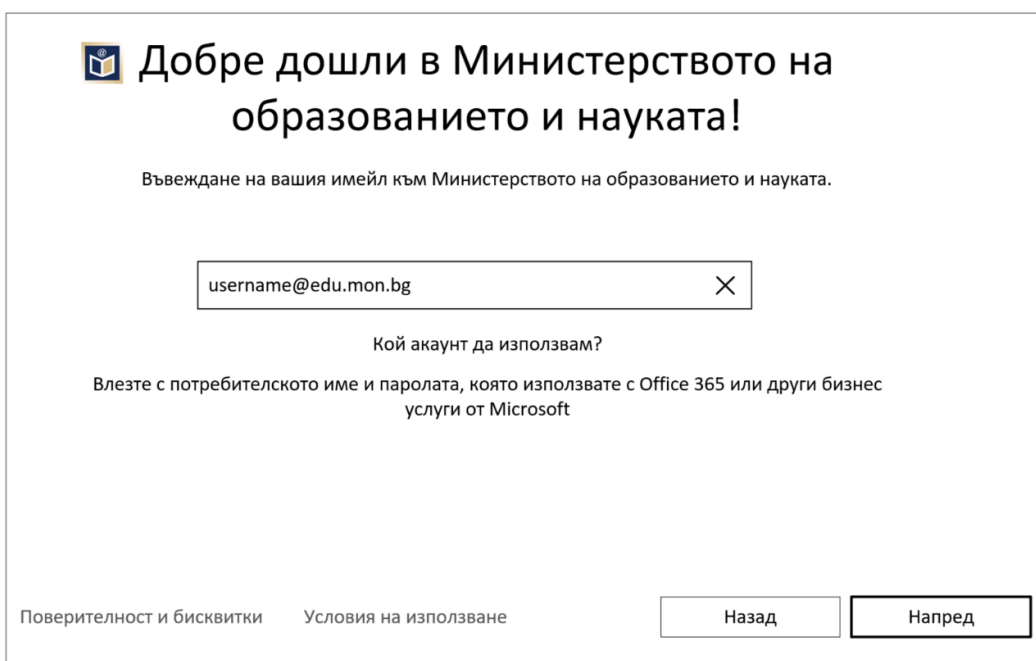 Добре дошли в Министерството на
образованието и науката!
Въвеждане на вашия имейл към Министерството на образованието и науката.
username@edu.mon.bg
Кой акаунт да използвам?
Влезте с потребителското име и паролата, която използвате с Office 365 или други бизнес
услуги от Microsoft
Поверителност и бисквитки Условия на използване Назад Напред